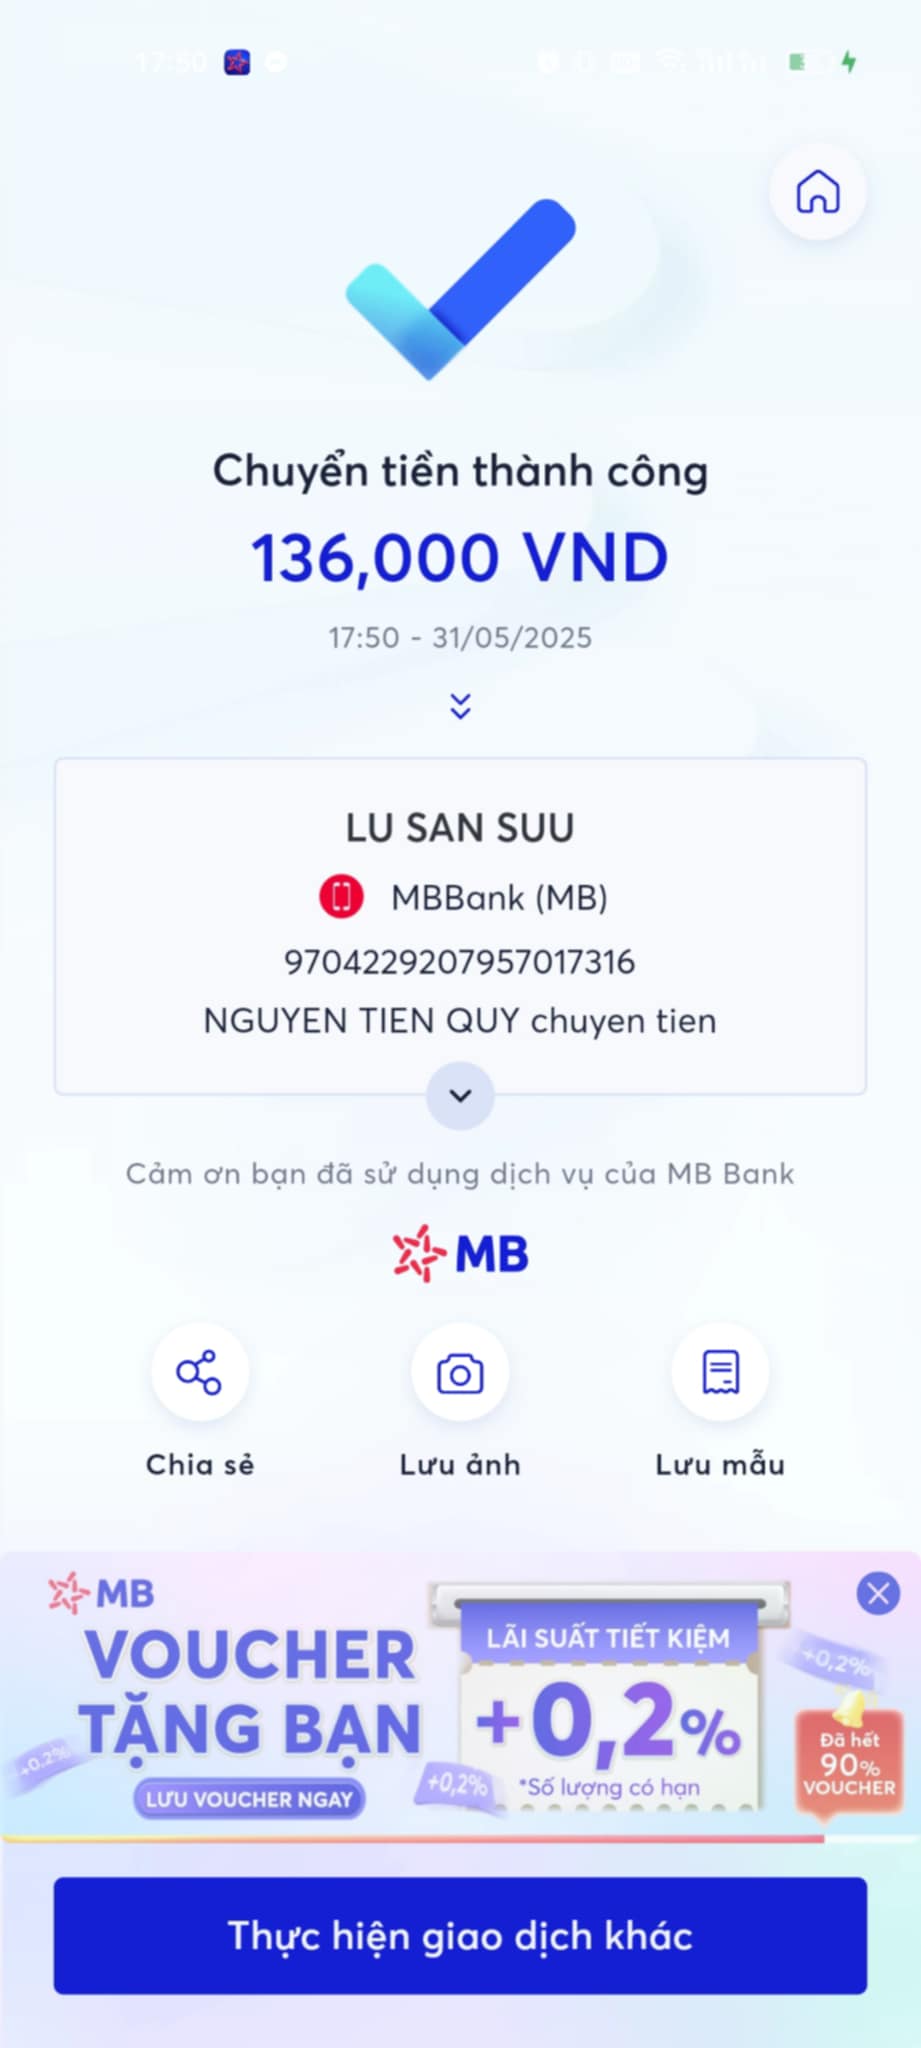 17:50
Chuyển tiền thành công
136,000 VND
17:50 - 31/05/2025
LU SAN SUU
MBBank (MB)
9704229207957017316
NGUYEN TIEN QUY chuyen tien
Cảm ơn bạn đã sử dụng dịch vụ của MB Bank
MB
Chia sẻ
Lưu ảnh
Lưu mẫu
MB
VOUCHER
TẶNG BẠN
LƯU VOUCHER NGAY
LÃI SUẤT TIẾT KIỆM
+0,2%
*Số lượng có hạn
+0,2%
+0,2%
+0,2%
Đã hết
90%
VOUCHER
Thực hiện giao dịch khác